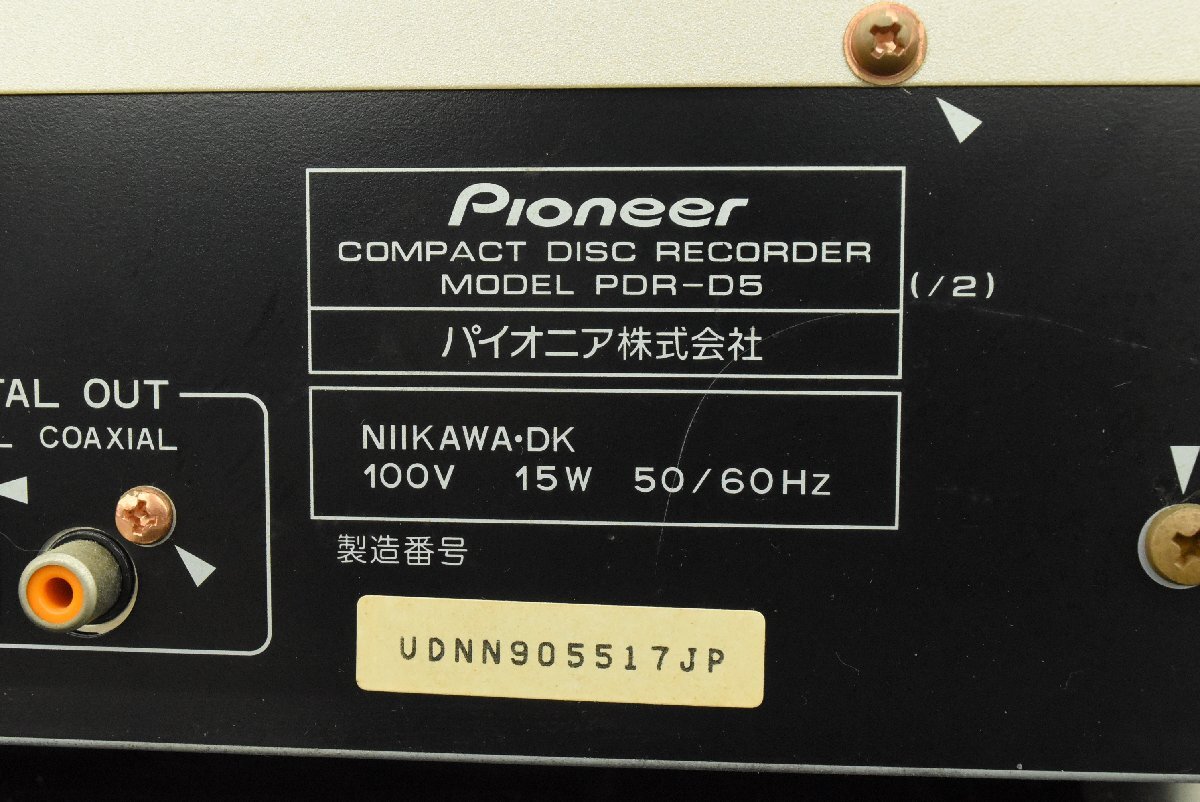 Pioneer
COMPACT DISC RECORDER
MODEL PDR-D5
(/2)
パイオニア株式会社
TAL OUT
L COAXIAL
NIIKAWA・DK
100V 15W 50/60Hz
製造番号
UDNN905517JP